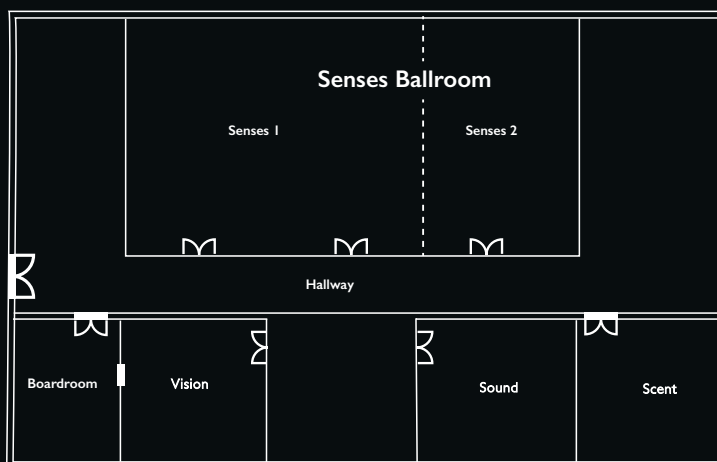 Senses Ballroom
Senses 1
Senses 2
Hallway
Boardroom
Vision
Sound
Scent